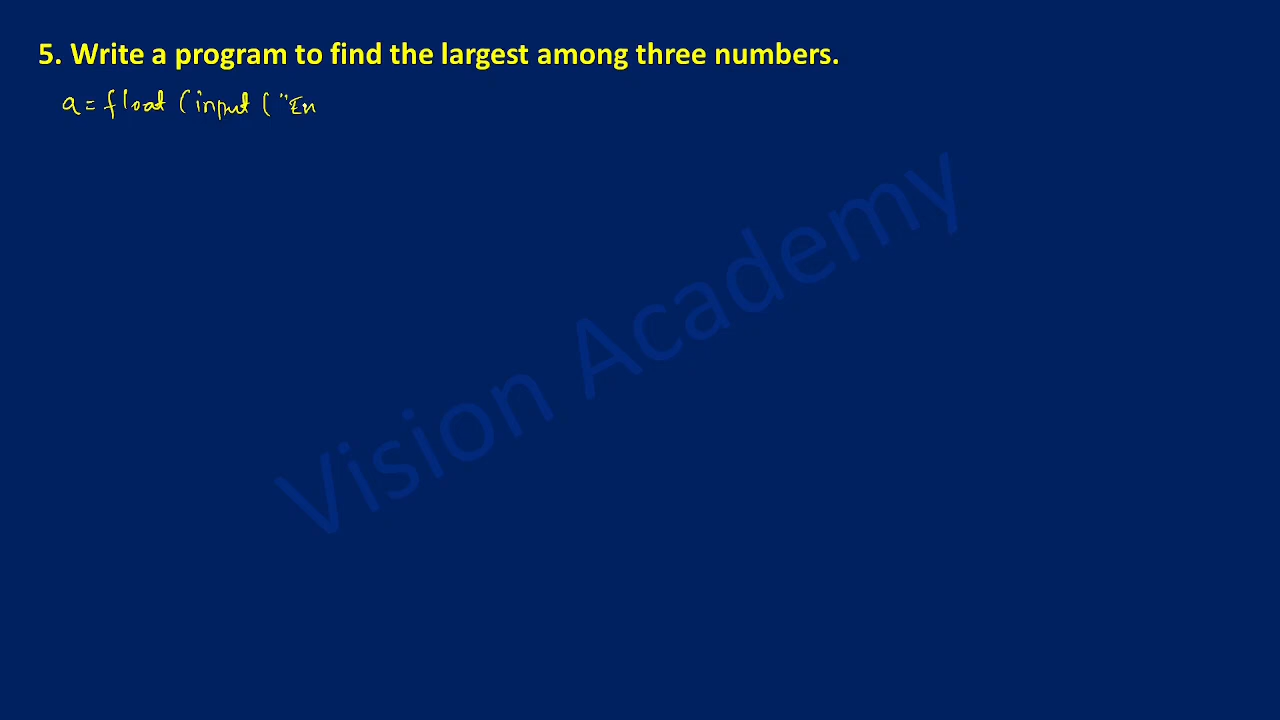 5. Write a program to find the largest among three numbers.
a = float (input ( "En
Vision Academy